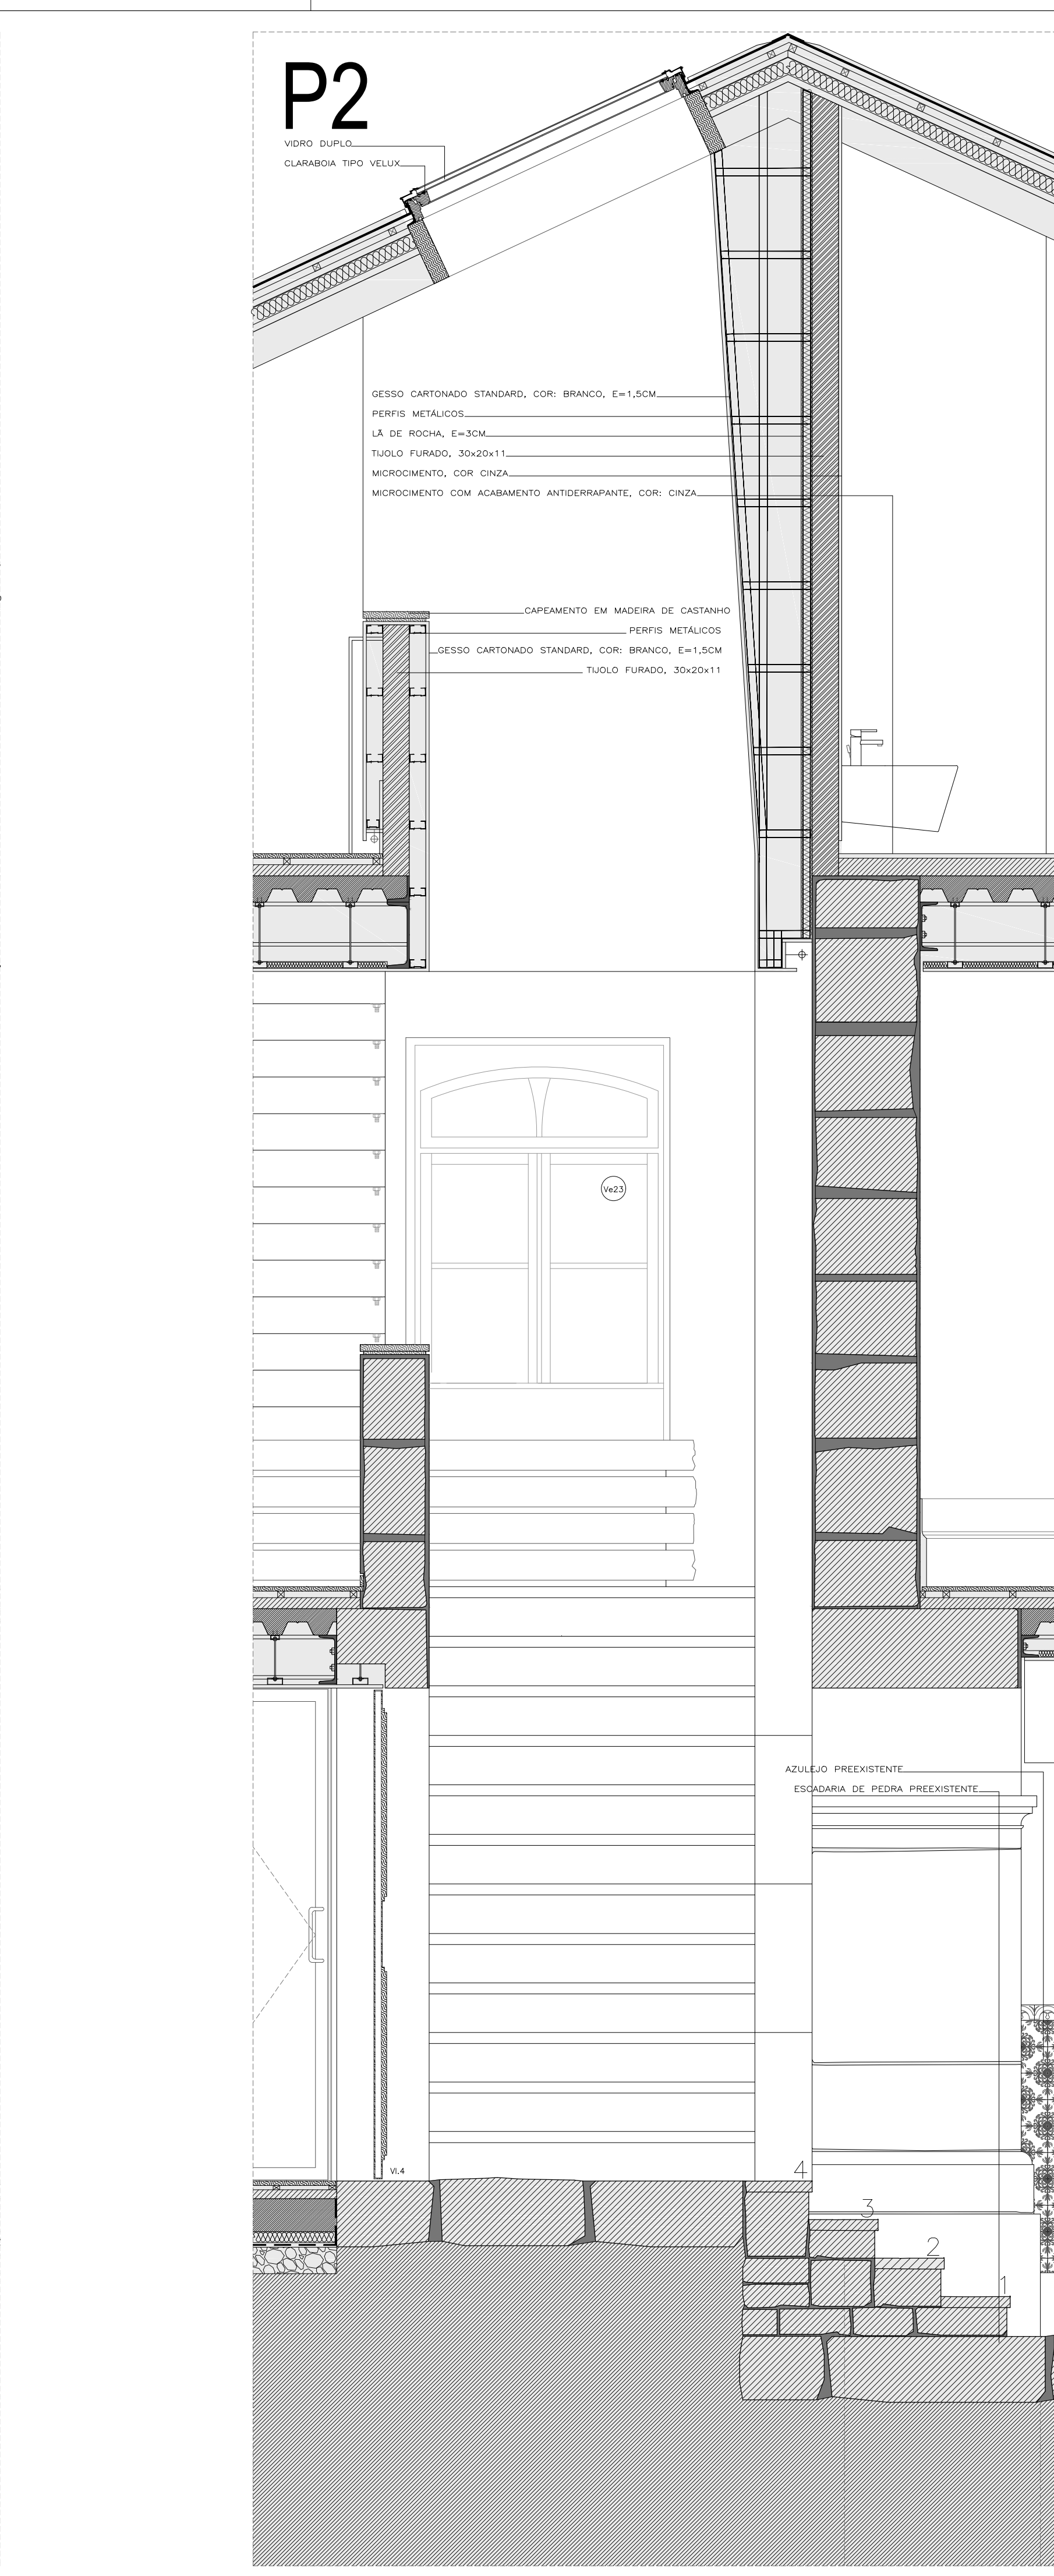 P2
VIDRO DUPLO
CLARABOIA TIPO VELUX
GESSO CARTONADO STANDARD, COR: BRANCO, E=1,5CM
PERFIS METÁLICOS
LÃ DE ROCHA, E=3CM
TIJOLO FURADO, 30x20x11
MICROCIMENTO, COR CINZA
MICROCIMENTO COM ACABAMENTO ANTIDERRAPANTE, COR: CINZA
CAPEAMENTO EM MADEIRA DE CASTANHO
PERFIS METÁLICOS
GESSO CARTONADO STANDARD, COR: BRANCO, E=1,5CM
TIJOLO FURADO, 30x20x11
Ve23
AZULEJO PREEXISTENTE
ESCADARIA DE PEDRA PREEXISTENTE
VI.4
4
3
2
1